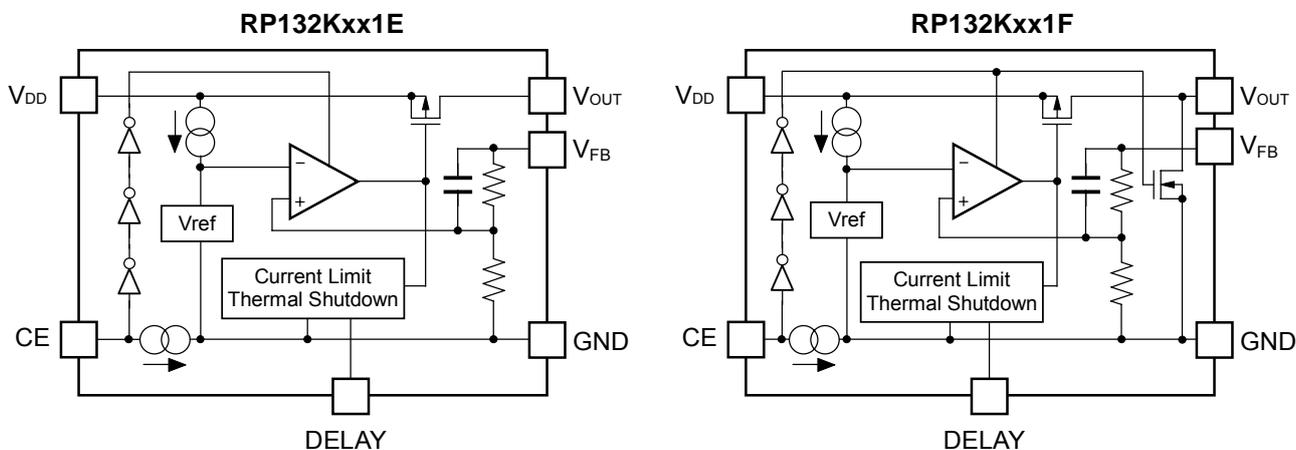 RP132Kxx1E
VDD
VOUT
VFB
−
+
Vref
Current Limit
Thermal Shutdown
CE
GND
DELAY
RP132Kxx1F
VDD
VOUT
VFB
−
+
Vref
Current Limit
Thermal Shutdown
CE
GND
DELAY